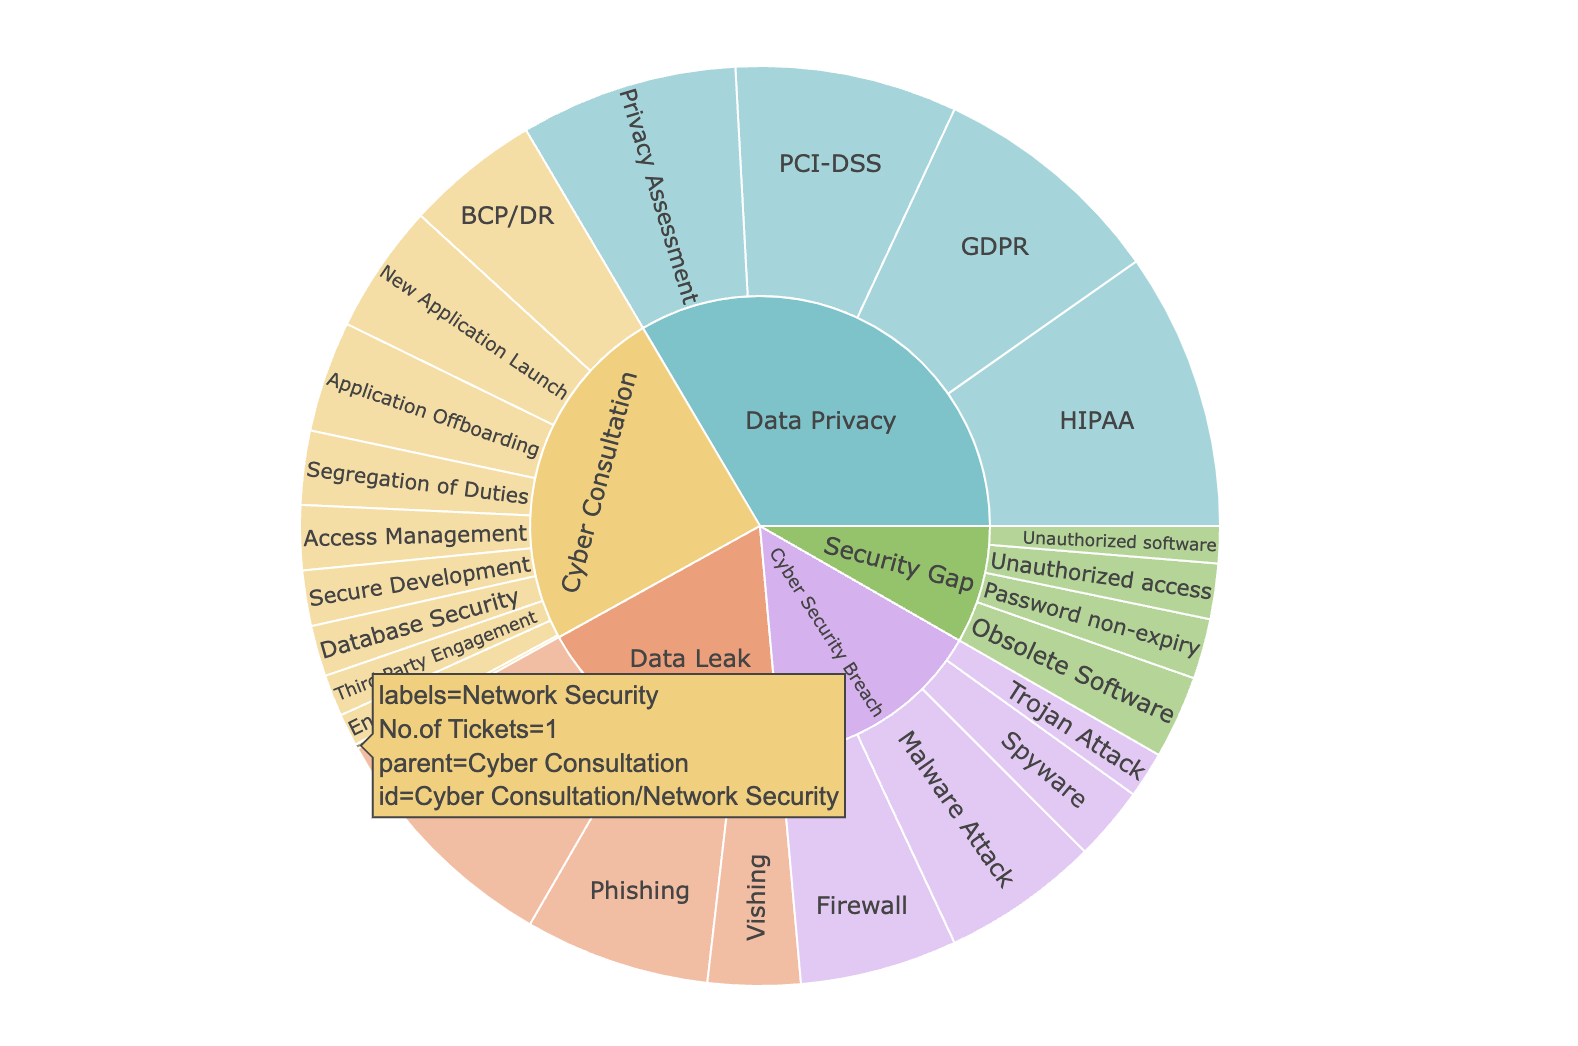 Privacy Assessment
PCI-DSS
GDPR
HIPAA
Data Privacy
BCP/DR
New Application Launch
Application Offboarding
Segregation of Duties
Access Management
Secure Development
Database Security
Third Party Engagement
Cyber Consultation
Security Gap
Unauthorized software
Unauthorized access
Password non-expiry
Obsolete Software
Cyber Security Breach
Trojan Attack
Spyware
Malware Attack
Firewall
Data Leak
Phishing
Vishing
labels=Network Security
No.of Tickets=1
parent=Cyber Consultation
id=Cyber Consultation/Network Security